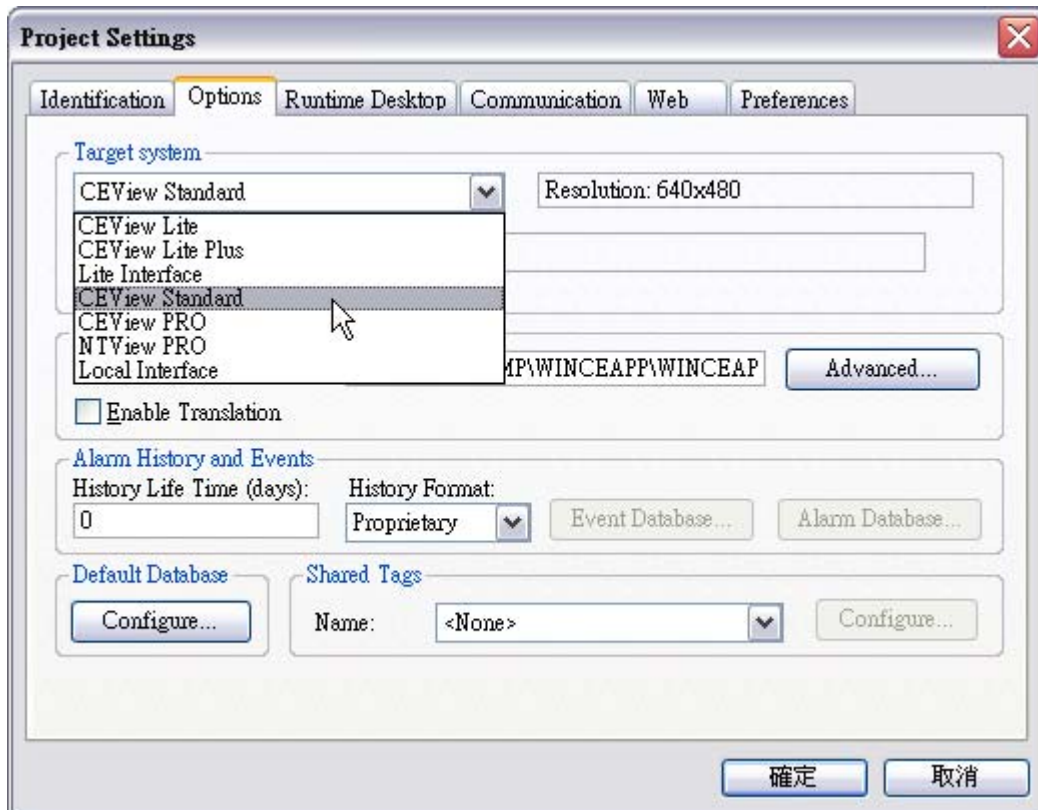 Project Settings
Identification
Options
Runtime Desktop
Communication
Web
Preferences
Target system
CEView Standard
Resolution: 640x480
CEView Lite
CEView Lite Plus
Lite Interface
CEView Standard
CEView PRO
NTView PRO
Local Interface
MP\WINCEAPP\WINCEAP
Advanced...
Enable Translation
Alarm History and Events
History Life Time (days):
History Format:
0
Proprietary
Event Database...
Alarm Database...
Default Database
Shared Tags
Configure...
Name:
<None>
Configure...
確定
取消